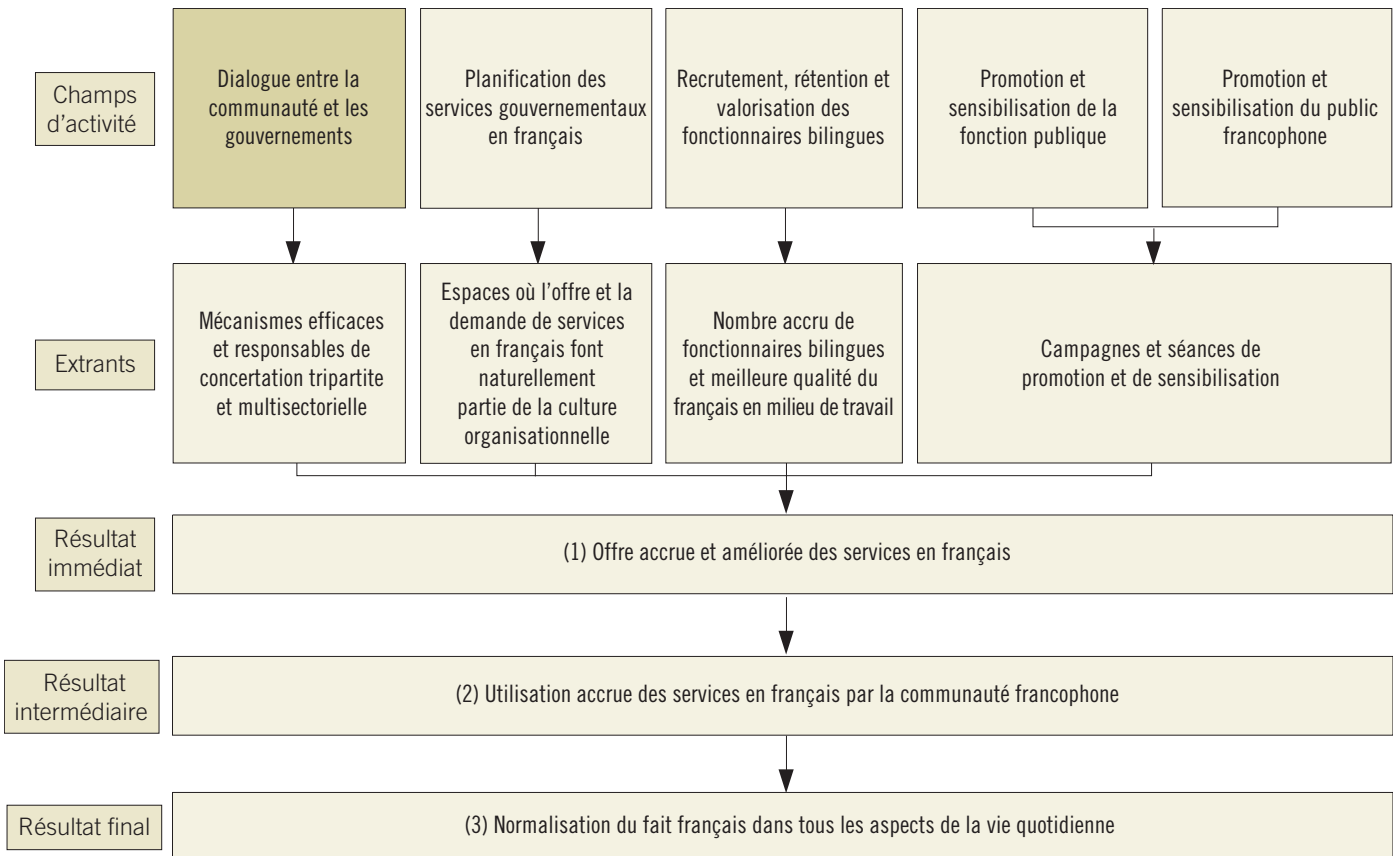 Champs
d'activité
Dialogue entre la
communauté et les
gouvernements
Planification des
services gouvernementaux
en français
Recrutement, rétention et
valorisation des
fonctionnaires bilingues
Promotion et
sensibilisation de la
fonction publique
Promotion et
sensibilisation du public
francophone
Extrants
Mécanismes efficaces
et responsables de
concertation tripartite
et multisectorielle
Espaces où l'offre et la
demande de services
en français font
naturellement
partie de la culture
organisationnelle
Nombre accru de
fonctionnaires bilingues
et meilleure qualité du
français en milieu de travail
Campagnes et séances de
promotion et de sensibilisation
Résultat
immédiat
(1) Offre accrue et améliorée des services en français
Résultat
intermédiaire
(2) Utilisation accrue des services en français par la communauté francophone
Résultat final
(3) Normalisation du fait français dans tous les aspects de la vie quotidienne